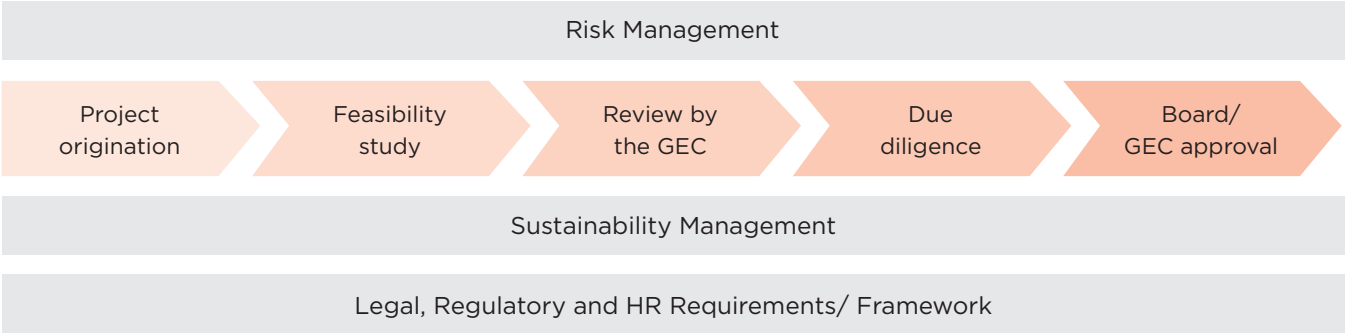 Risk Management
Project
origination
Feasibility
study
Review by
the GEC
Due
diligence
Board/
GEC approval
Sustainability Management
Legal, Regulatory and HR Requirements/ Framework